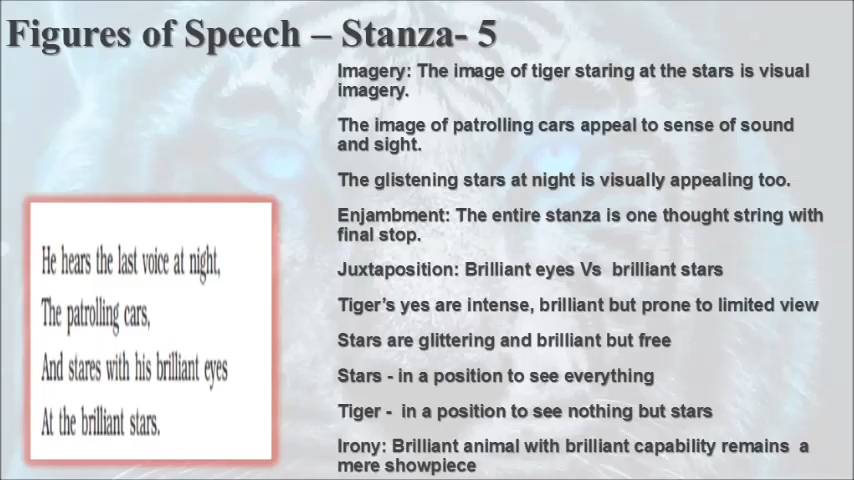 Figures of Speech – Stanza- 5
Imagery: The image of tiger staring at the stars is visual
imagery.
The image of patrolling cars appeal to sense of sound
and sight.
The glistening stars at night is visually appealing too.
Enjambment: The entire stanza is one thought string with
final stop.
Juxtaposition: Brilliant eyes Vs brilliant stars
Tiger's yes are intense, brilliant but prone to limited view
Stars are glittering and brilliant but free
Stars - in a position to see everything
Tiger - in a position to see nothing but stars
Irony: Brilliant animal with brilliant capability remains a
mere showpiece
He hears the last voice at night,
The patrolling cars,
And stares with his brilliant eyes
At the brilliant stars.